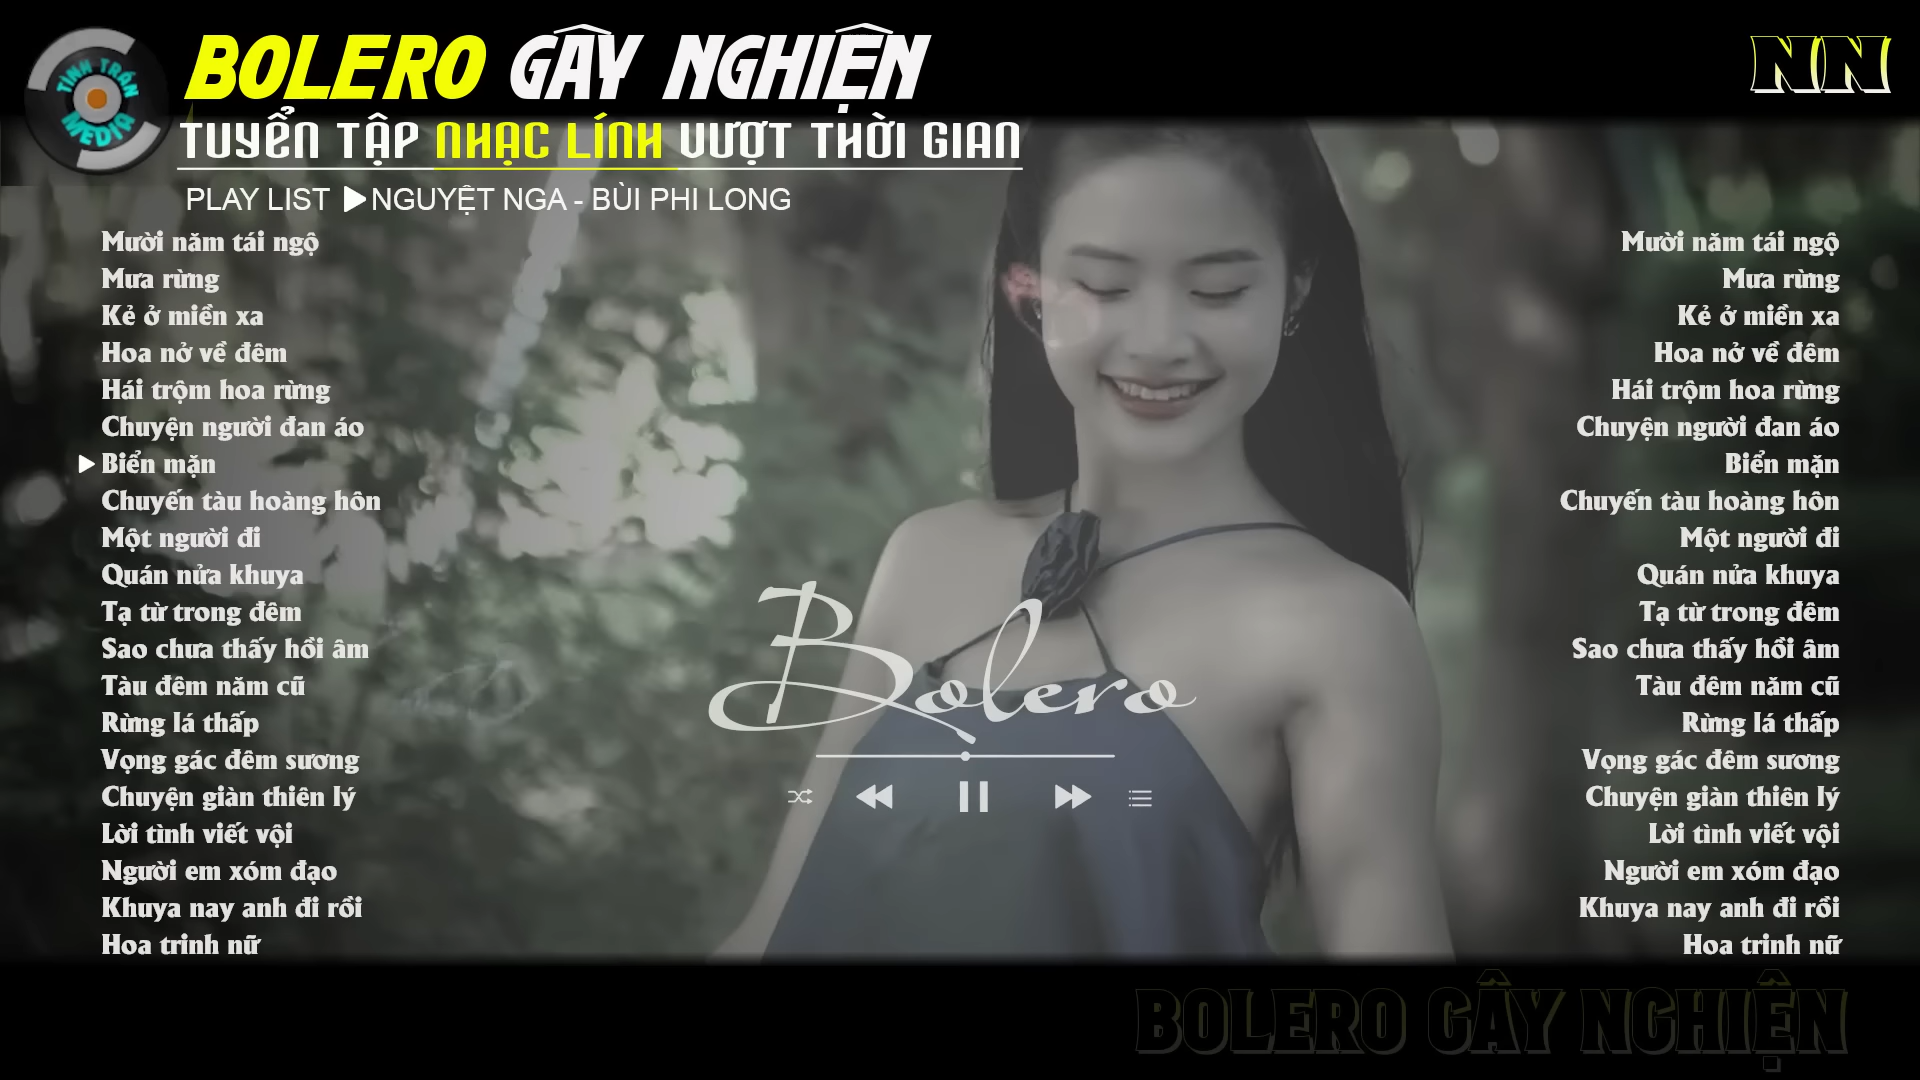 TÌNH TRẦN
MEDIA
BOLERO GÂY NGHIỆN
NN
TUYỂN TẬP NHẠC LÍNH VƯỢT THỜI GIAN
PLAY LIST ▶NGUYỆT NGA - BÙI PHI LONG
Mười năm tái ngộ
Mưa rừng
Kẻ ở miền xa
Hoa nở về đêm
Hái trộm hoa rừng
Chuyện người đan áo
Biển mặn
Chuyến tàu hoàng hôn
Một người đi
Quán nửa khuya
Tạ từ trong đêm
Sao chưa thấy hồi âm
Tàu đêm năm cũ
Rừng lá thấp
Vọng gác đêm sương
Chuyện giàn thiên lý
Lời tình viết vội
Người em xóm đạo
Khuya nay anh đi rồi
Hoa trinh nữ
Mười năm tái ngộ
Mưa rừng
Kẻ ở miền xa
Hoa nở về đêm
Hái trộm hoa rừng
Chuyện người đan áo
Biển mặn
Chuyến tàu hoàng hôn
Một người đi
Quán nửa khuya
Tạ từ trong đêm
Sao chưa thấy hồi âm
Tàu đêm năm cũ
Rừng lá thấp
Vọng gác đêm sương
Chuyện giàn thiên lý
Lời tình viết vội
Người em xóm đạo
Khuya nay anh đi rồi
Hoa trinh nữ
Bolero
BOLERO GÂY NGHIỆN